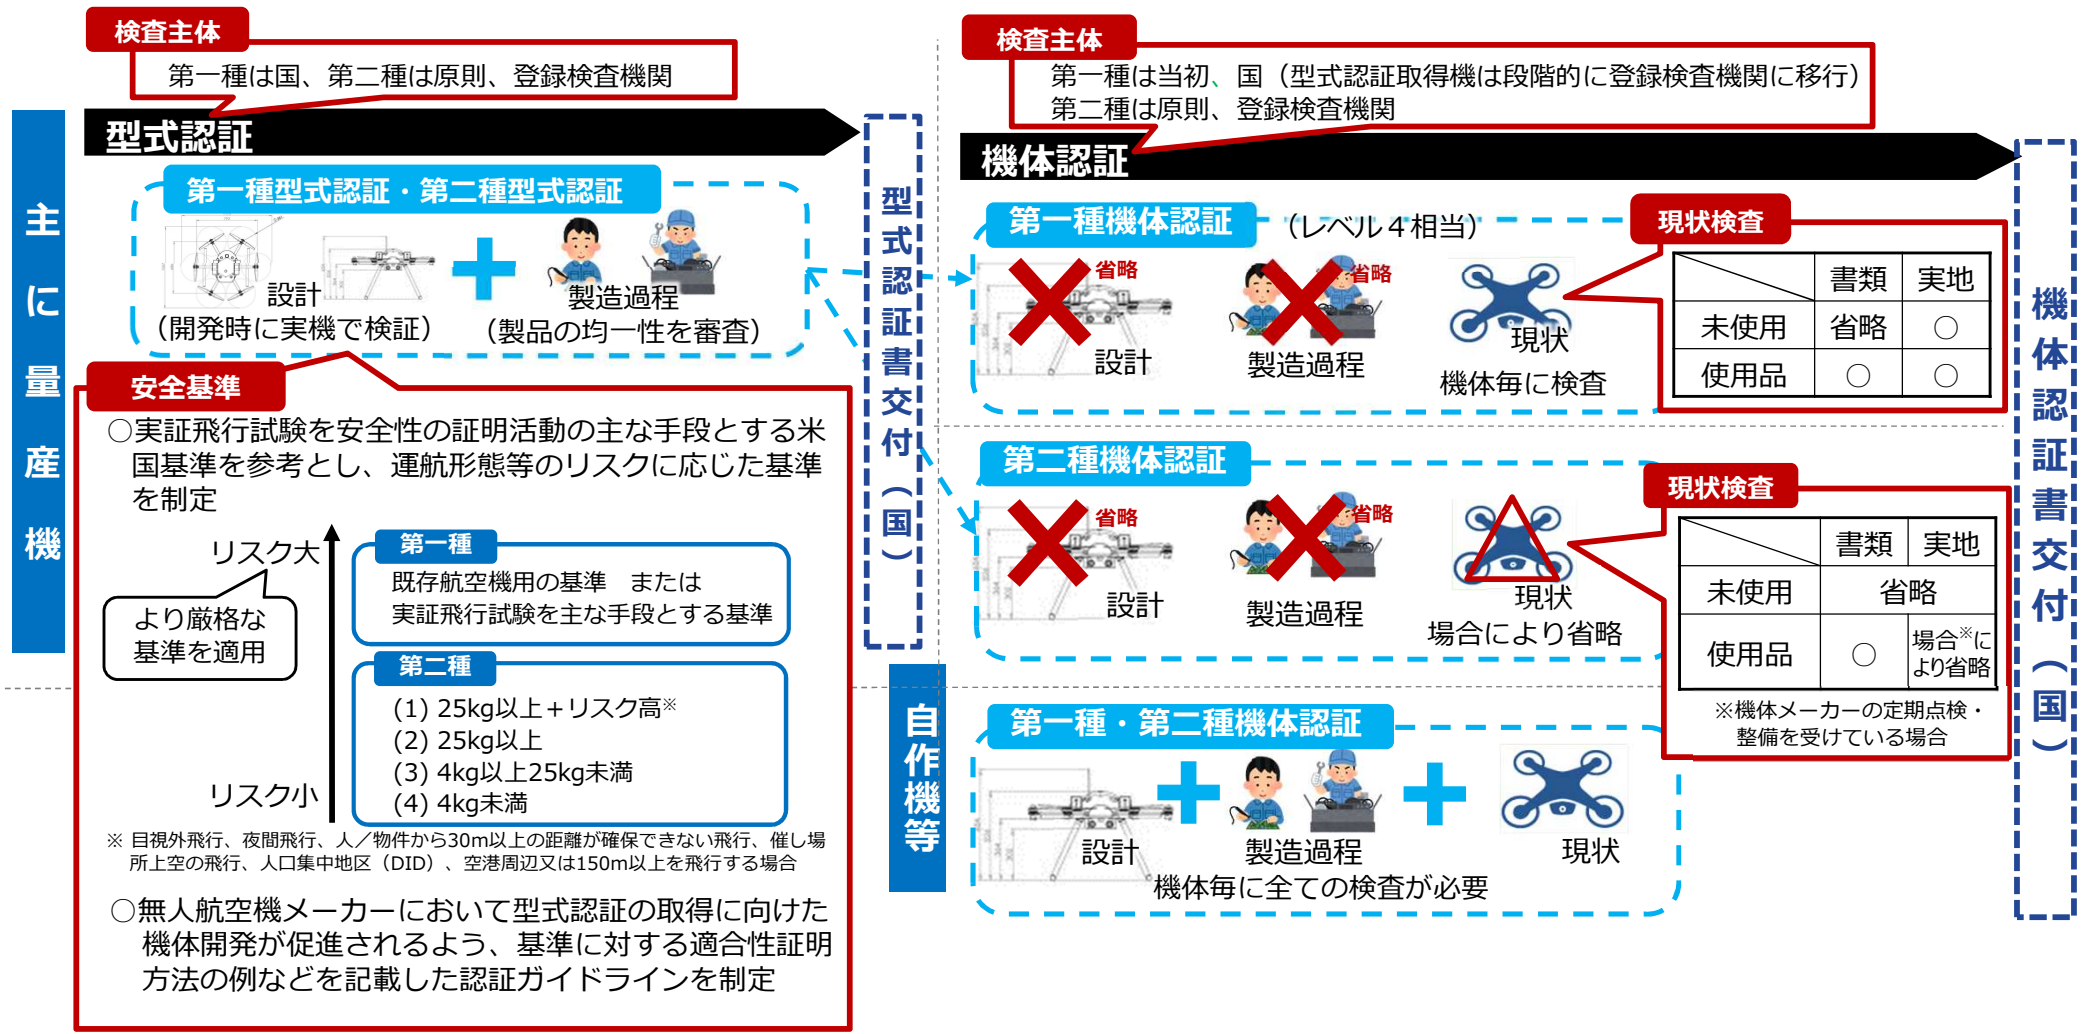 検査主体
第一種は国、第二種は原則、登録検査機関
型式認証
主に量産機
第一種型式認証・第二種型式認証
設計
（開発時に実機で検証）
製造過程
（製品の均一性を審査）
安全基準
○実証飛行試験を安全性の証明活動の主な手段とする米
国基準を参考とし、運航形態等のリスクに応じた基準
を制定
リスク大
より厳格な
基準を適用
リスク小
第一種
既存航空機用の基準　または
実証飛行試験を主な手段とする基準
第二種
(1) 25kg以上＋リスク高※
(2) 25kg以上
(3) 4kg以上25kg未満
(4) 4kg未満
※ 目視外飛行、夜間飛行、人／物件から30m以上の距離が確保できない飛行、催し場
所上空の飛行、人口集中地区（DID）、空港周辺又は150m以上を飛行する場合
○無人航空機メーカーにおいて型式認証の取得に向けた
機体開発が促進されるよう、基準に対する適合性証明
方法の例などを記載した認証ガイドラインを制定
型式認証書交付（国）
検査主体
第一種は当初、国（型式認証取得機は段階的に登録検査機関に移行）
第二種は原則、登録検査機関
機体認証
第一種機体認証
（レベル４相当）
省略
設計
省略
製造過程
現状
機体毎に検査
現状検査
書類 実地
未使用 省略 ○
使用品 ○ ○
第二種機体認証
省略
設計
省略
製造過程
現状
場合により省略
現状検査
書類 実地
未使用 省略
使用品 ○ 場合※に
より省略
※機体メーカーの定期点検・
整備を受けている場合
自作機等
第一種・第二種機体認証
設計
製造過程
現状
機体毎に全ての検査が必要
機体認証書交付（国）